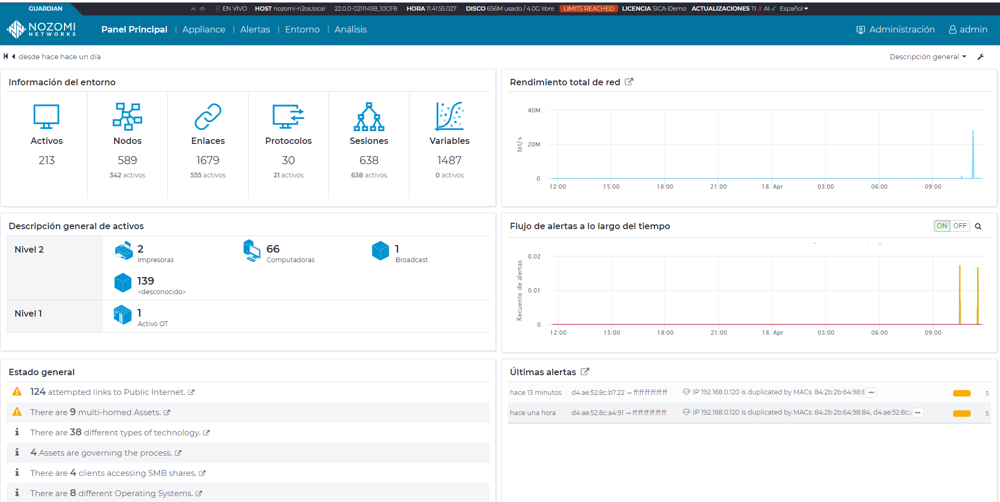 GUARDIAN
EN VIVO HOST nozomi-n2os.local 22.0.0-02111459_10CF8 HORA 11:41:55.027 DISCO 656M usado / 4.0G libre LIMITS REACHED LICENCIA SICA-Demo ACTUALIZACIONES TI ✗ AI ✓ Español
NOZOMI
NETWORKS
Panel Principal | Appliance | Alertas | Entorno | Análisis
Administración admin
desde hace hace un día
Descripción general
Información del entorno
Activos Nodos Enlaces Protocolos Sesiones Variables
213 589 1679 30 638 1487
342 activos 555 activos 21 activos 638 activos 0 activos
Rendimiento total de red
bit/s
40M
20M
0
12:00 15:00 18:00 21:00 18. Apr 03:00 06:00 09:00
Descripción general de activos
Nivel 2
2
Impresoras
66
Computadoras
1
Broadcast
139
<desconocido>
Nivel 1
1
Activo OT
Flujo de alertas a lo largo del tiempo
ON OFF
Recuento de alertas
0.02
0.01
0
12:00 15:00 18:00 21:00 18. Apr 03:00 06:00 09:00
Estado general
124 attempted links to Public Internet.
There are 9 multi-homed Assets.
There are 38 different types of technology.
4 Assets are governing the process.
There are 4 clients accessing SMB shares.
There are 8 different Operating Systems.
Últimas alertas
hace 13 minutos d4:ae:52:8c:b7:22 → ff:ff:ff:ff:ff:ff IP 192.168.0.120 is duplicated by MACs: 84:2b:2b:64:98:8 ... 5
hace una hora d4:ae:52:8c:a4:91 → ff:ff:ff:ff:ff:ff IP 192.168.0.120 is duplicated by MACs: 84:2b:2b:64:98:84, d4:ae:52:8c: ... 5